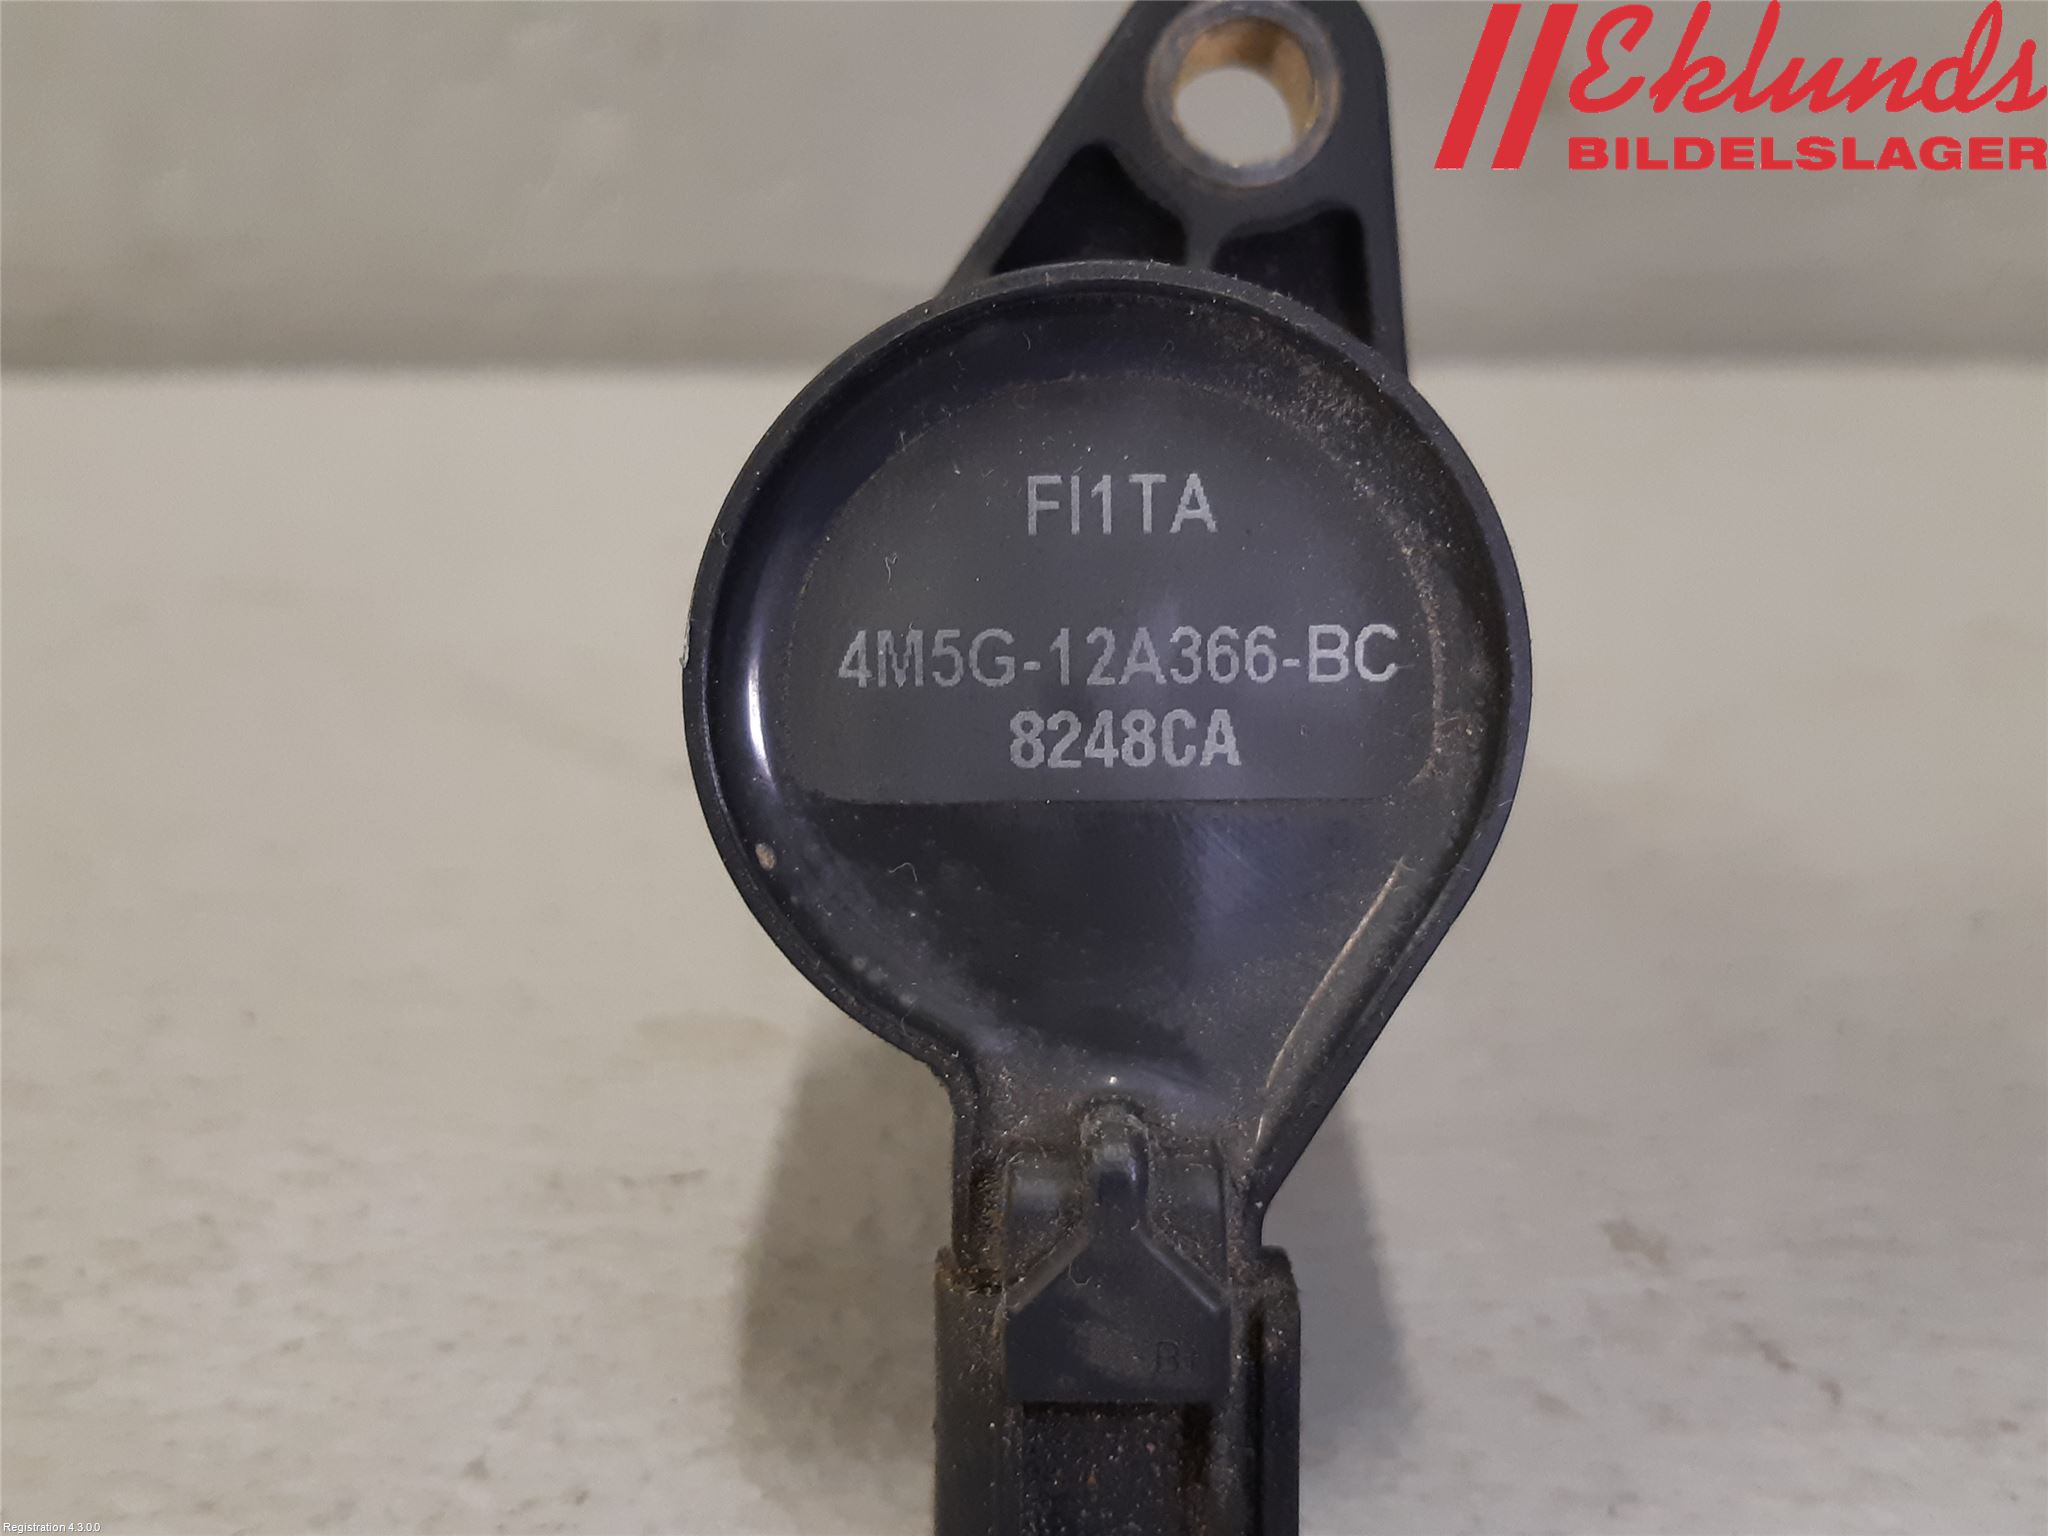 Eklunds
BILDELSLAGER
FI1TA
4M5G-12A366-BC
8248CA
B+
Registration 4.3.0.0